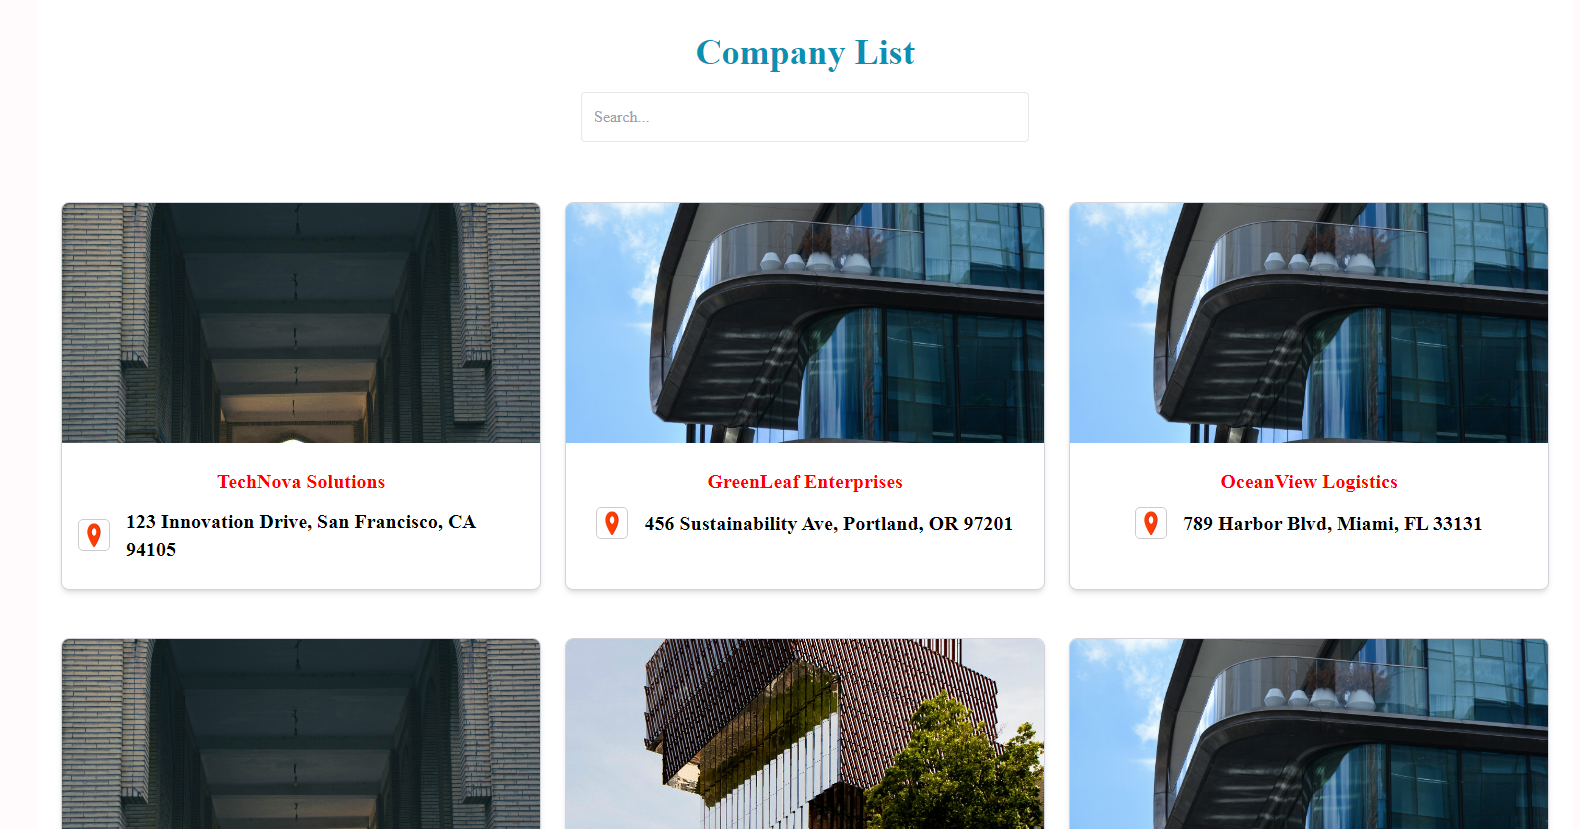 Company List
Search...
TechNova Solutions
123 Innovation Drive, San Francisco, CA
94105
GreenLeaf Enterprises
456 Sustainability Ave, Portland, OR 97201
OceanView Logistics
789 Harbor Blvd, Miami, FL 33131